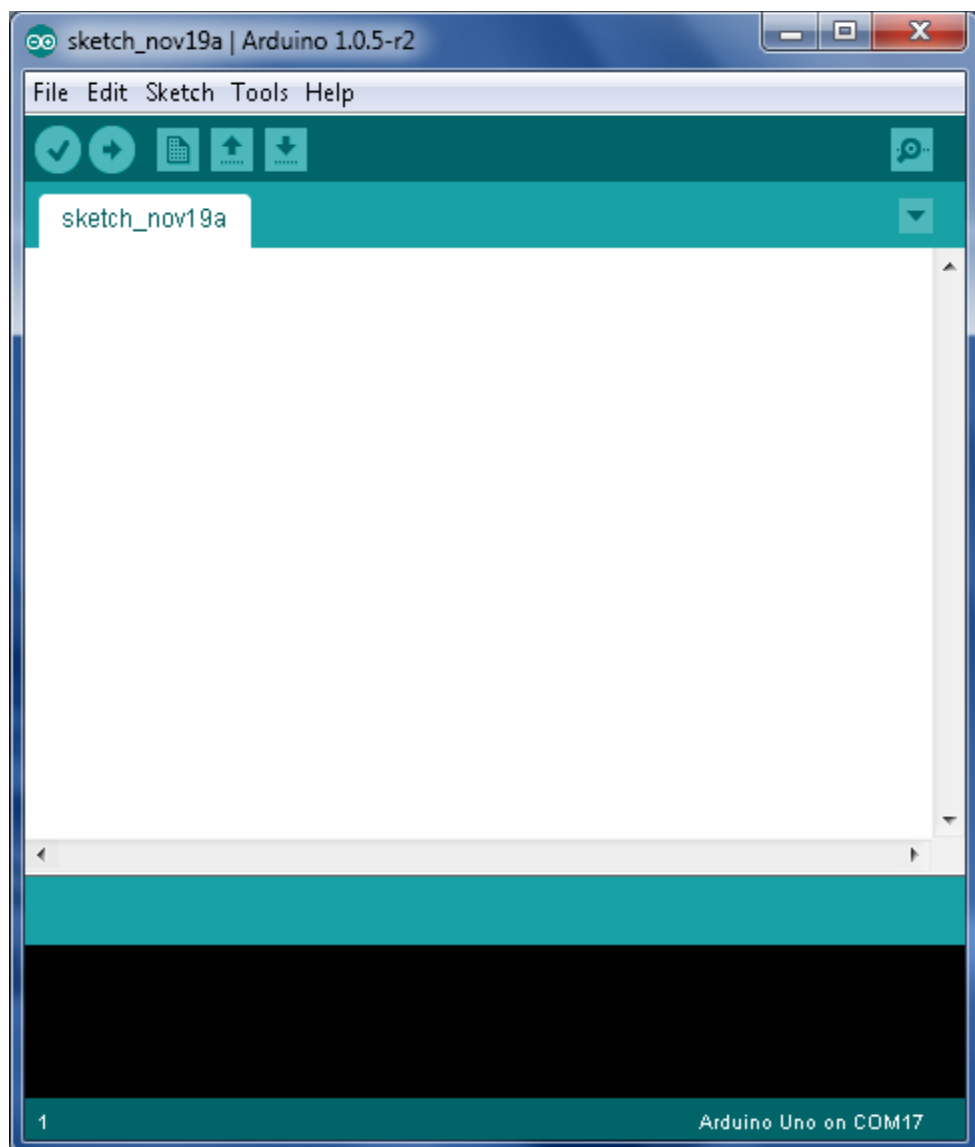 sketch_nov19a | Arduino 1.0.5-r2
File Edit Sketch Tools Help
sketch_nov19a
1 Arduino Uno on COM17